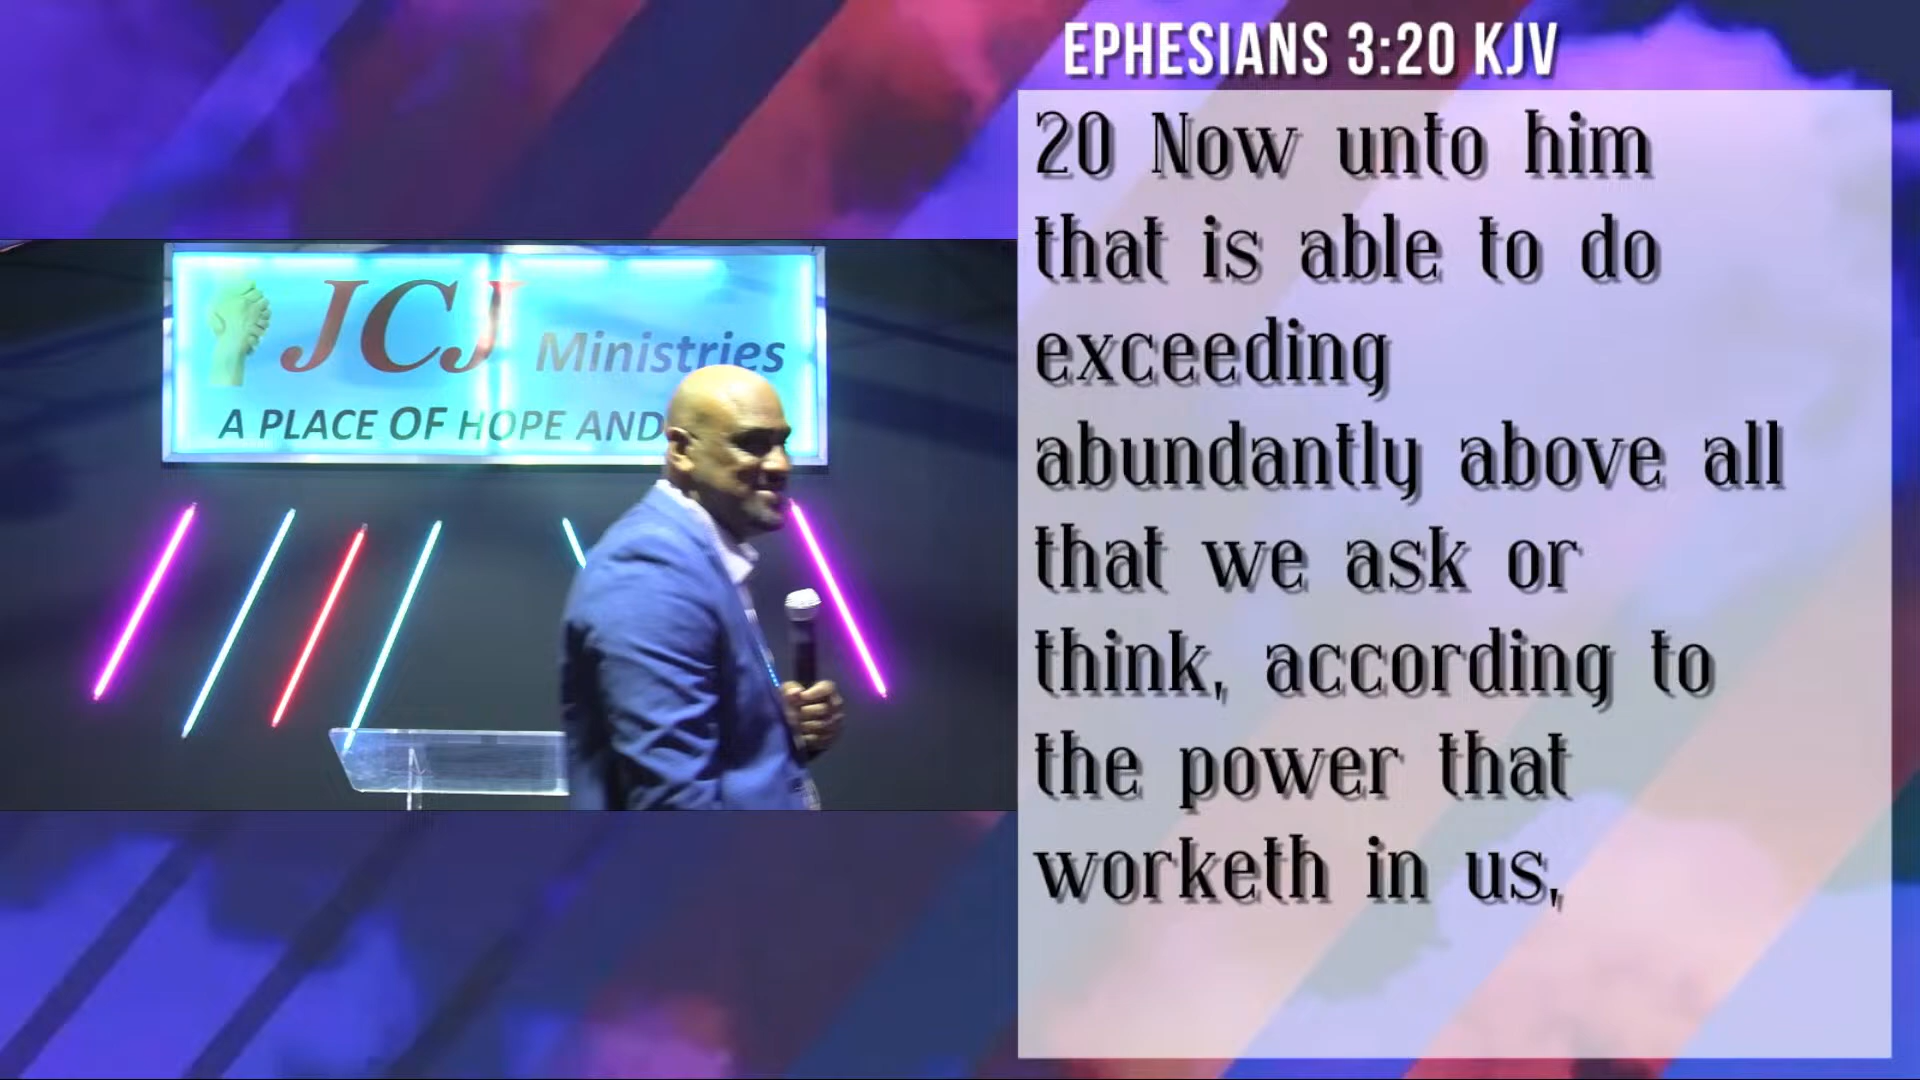 EPHESIANS 3:20 KJV
20 Now unto him
that is able to do
exceeding
abundantly above all
that we ask or
think, according to
the power that
worketh in us,
JCJ Ministries
A PLACE OF HOPE AND